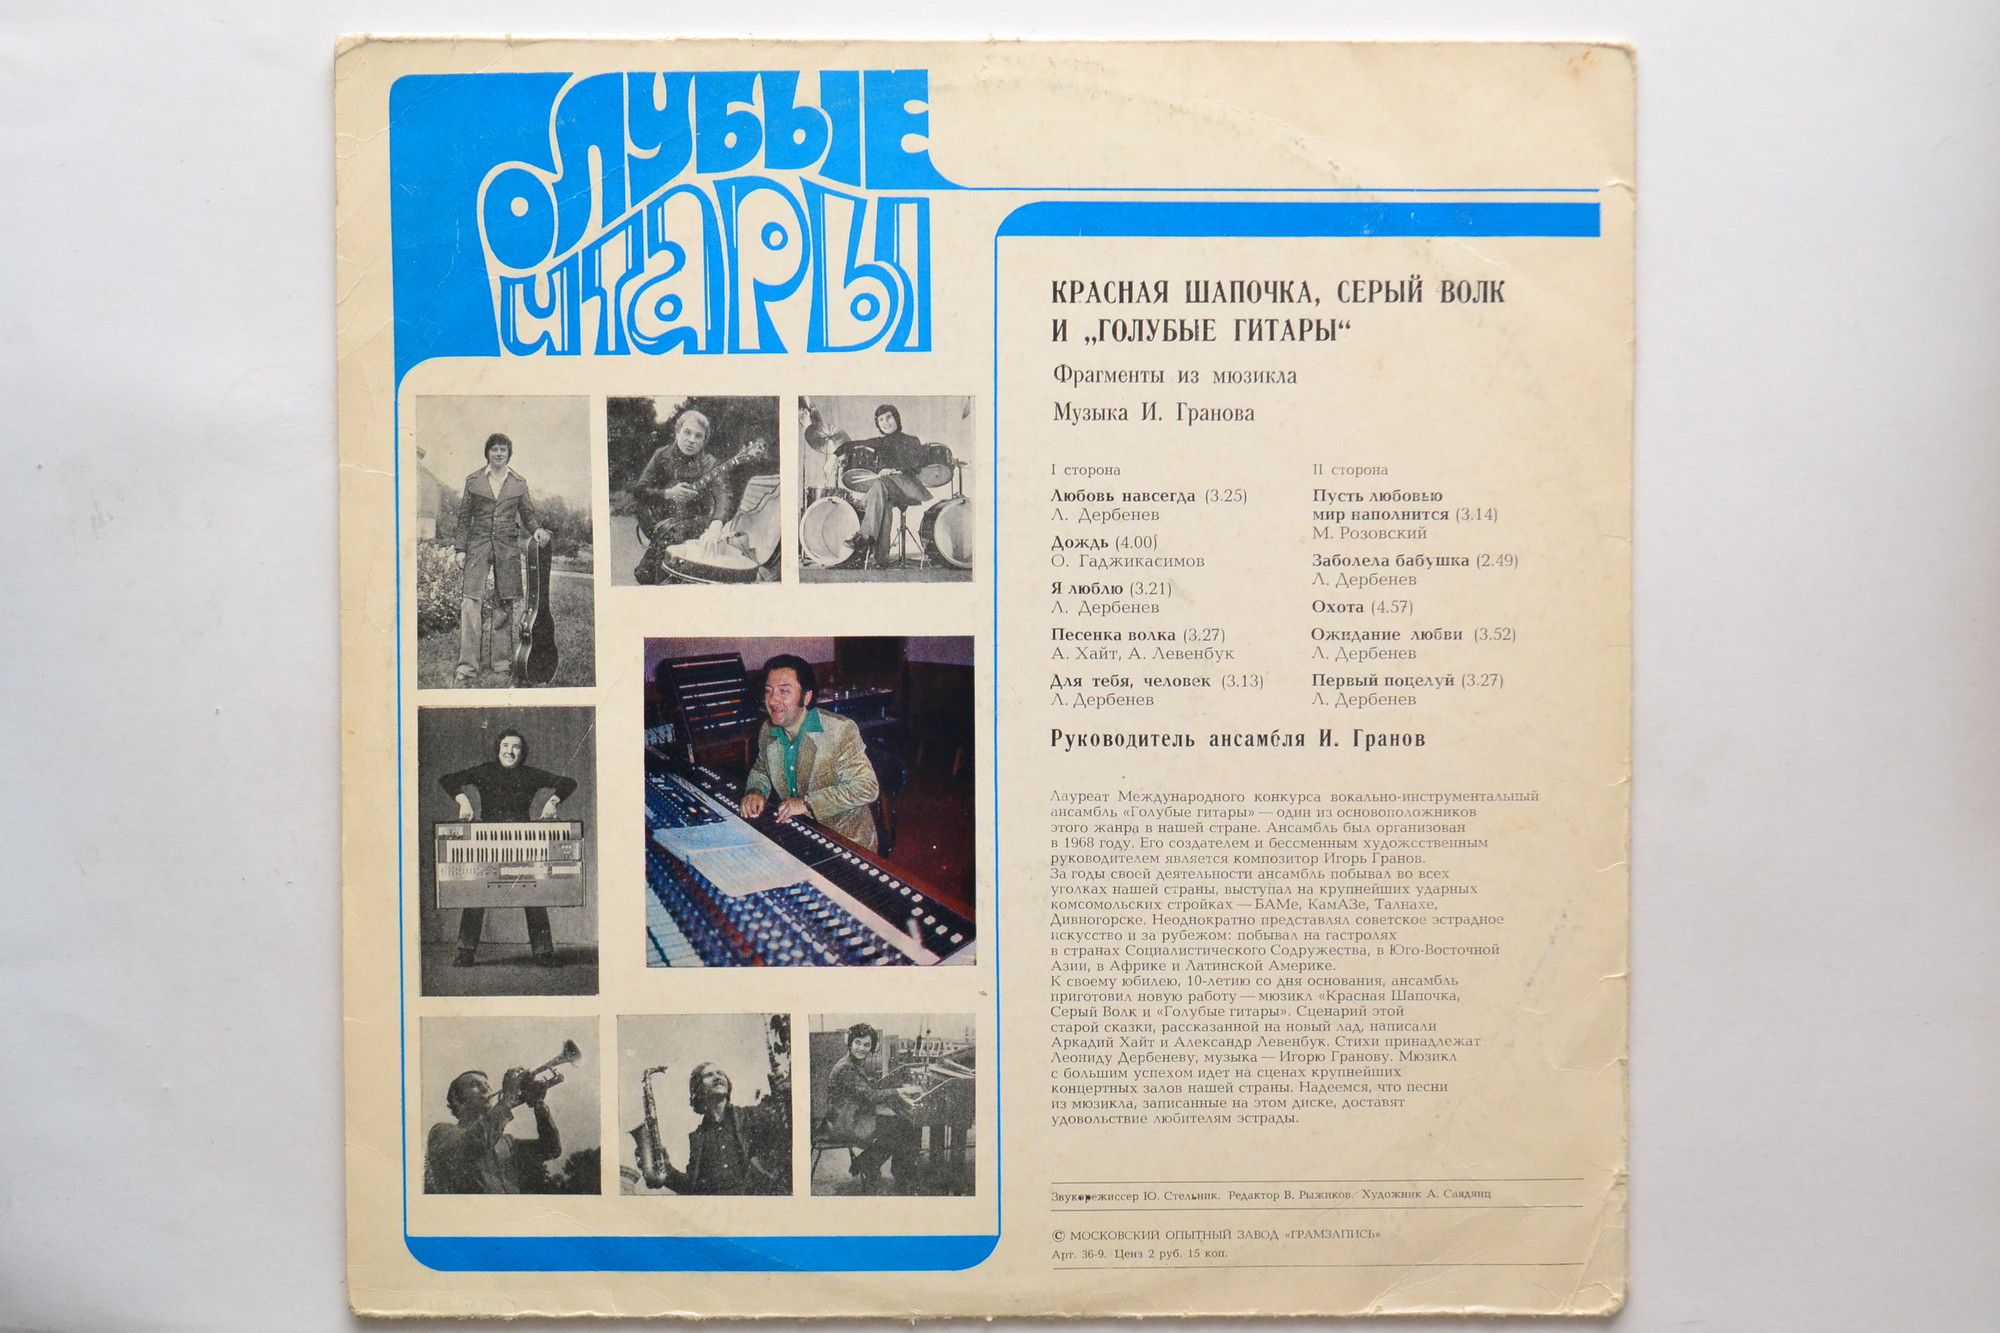 Голубые
гитары
КРАСНАЯ ШАПОЧКА, СЕРЫЙ ВОЛК
И „ГОЛУБЫЕ ГИТАРЫ“
Фрагменты из мюзикла
Музыка И. Гранова
I сторона
Любовь навсегда (3.25)
Л. Дербенев
Дождь (4.00)
О. Гаджикасимов
Я люблю (3.21)
Л. Дербенев
Песенка волка (3.27)
А. Хайт, А. Левенбук
Для тебя, человек (3.13)
Л. Дербенев
II сторона
Пусть любовью
мир наполнится (3.14)
М. Розовский
Заболела бабушка (2.49)
Л. Дербенев
Охота (4.57)
Ожидание любви (3.52)
Л. Дербенев
Первый поцелуй (3.27)
Л. Дербенев
Руководитель ансамбля И. Гранов
Лауреат Международного конкурса вокально-инструментальный
ансамбль «Голубые гитары» — один из основоположников
этого жанра в нашей стране. Ансамбль был организован
в 1968 году. Его создателем и бессменным художественным
руководителем является композитор Игорь Гранов.
За годы своей деятельности ансамбль побывал во всех
уголках нашей страны, выступал на крупнейших ударных
комсомольских стройках — БАМе, КамАЗе, Талнахе,
Дивногорске. Неоднократно представлял советское эстрадное
искусство и за рубежом: побывал на гастролях
в странах Социалистического Содружества, в Юго-Восточной
Азии, в Африке и Латинской Америке.
К своему юбилею, 10-летию со дня основания, ансамбль
приготовил новую работу — мюзикл «Красная Шапочка,
Серый Волк и «Голубые гитары». Сценарий этой
старой сказки, рассказанной на новый лад, написали
Аркадий Хайт и Александр Левенбук. Стихи принадлежат
Леониду Дербеневу, музыка — Игорю Гранову. Мюзикл
с большим успехом идет на сценах крупнейших
концертных залов нашей страны. Надеемся, что песни
из мюзикла, записанные на этом диске, доставят
удовольствие любителям эстрады.
Звукорежиссер Ю. Стельник. Редактор В. Рыжиков. Художник А. Саядянц
© МОСКОВСКИЙ ОПЫТНЫЙ ЗАВОД «ГРАМЗАПИСЬ»
Арт. 36-9. Цена 2 руб. 15 коп.